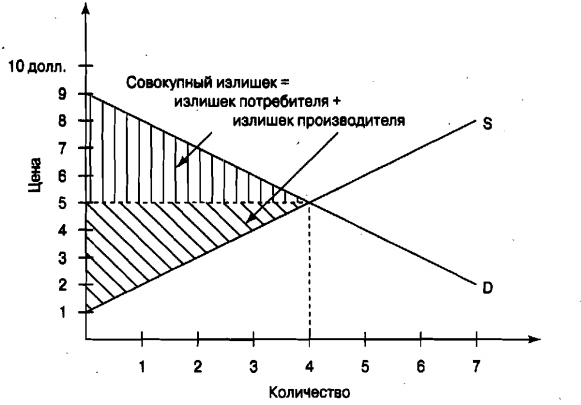 10 долл.
Совокупный излишек =
излишек потребителя +
излишек производителя
9
8
7
6
5
4
3
2
1
Цена
S
D
1 2 3 4 5 6 7
Количество